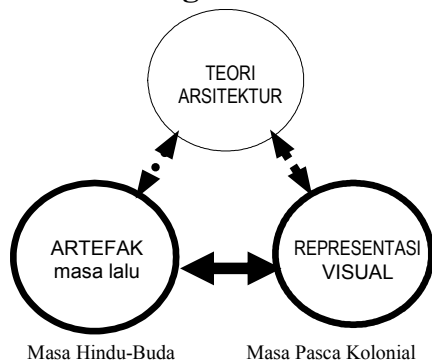 TEORI
ARSITEKTUR
ARTEFAK
masa lalu
REPRESENTASI
VISUAL
Masa Hindu-Buda
Masa Pasca Kolonial